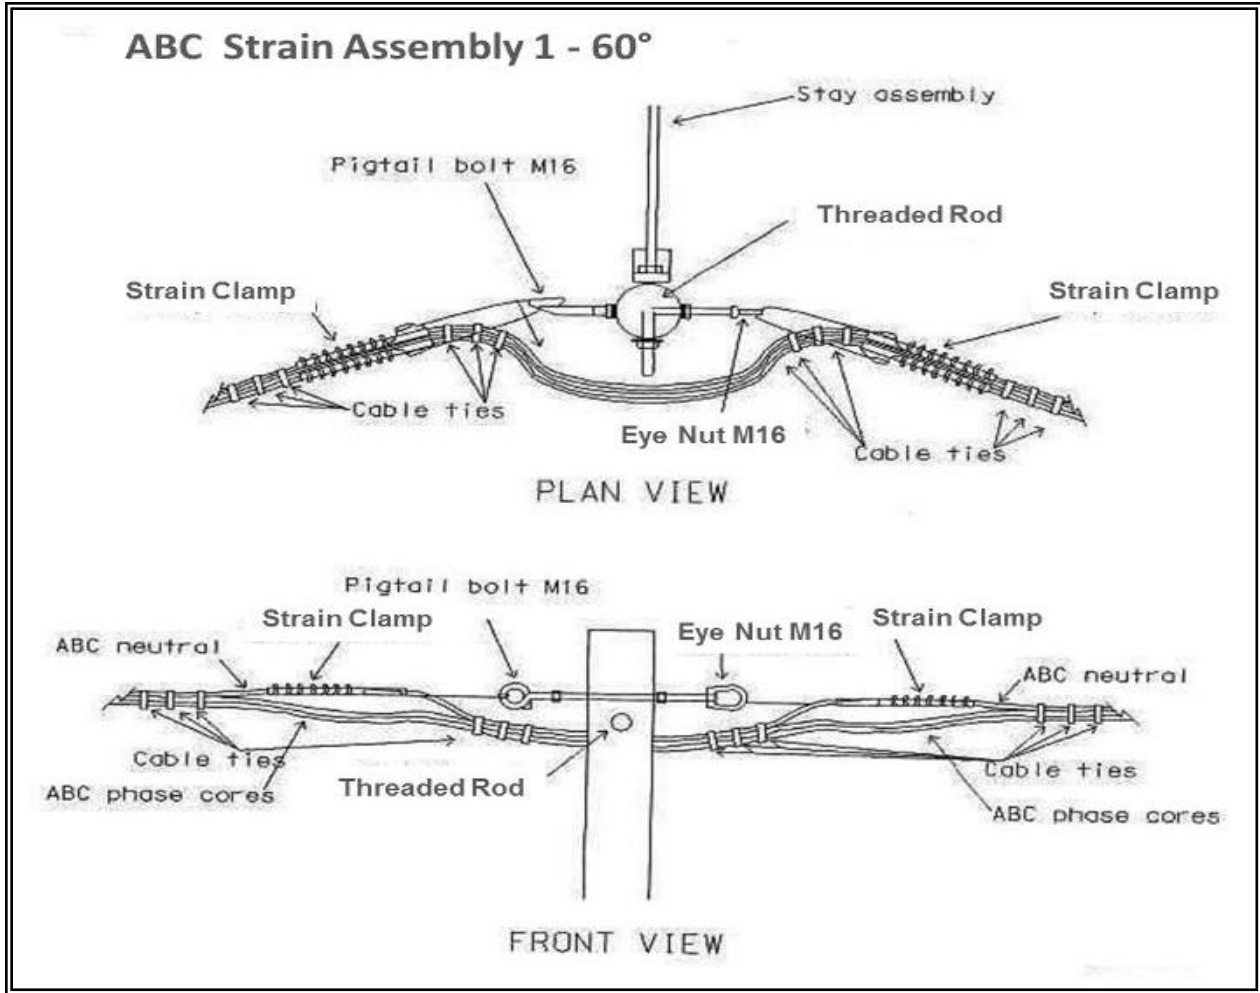 ABC Strain Assembly 1 - 60°
Stay assembly
Pigtail bolt M16
Threaded Rod
Strain Clamp
Strain Clamp
Cable ties
Eye Nut M16
Cable ties
PLAN VIEW
Pigtail bolt M16
Strain Clamp
Eye Nut M16
Strain Clamp
ABC neutral
ABC neutral
Cable ties
Threaded Rod
Cable ties
ABC phase cores
ABC phase cores
FRONT VIEW